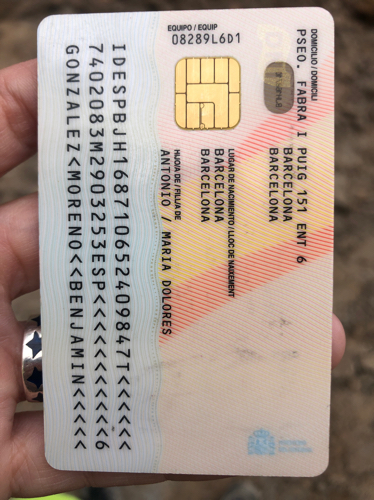 DOMICILIO / DOMICILI
PSEO. FABRA I PUIG 151 ENT 6
BARCELONA
BARCELONA
LUGAR DE NACIMIENTO / LLOC DE NAIXEMENT
BARCELONA
BARCELONA
HIJO/A DE / FILL/A DE
ANTONIO / MARIA DOLORES
EQUIPO / EQUIP
08289L6D1
IDESPBJH168710652409847T<<<<<<
7402083M2903253ESP<<<<<<<<<<<6
GONZALEZ<MORENO<<BENJAMIN<<<<<